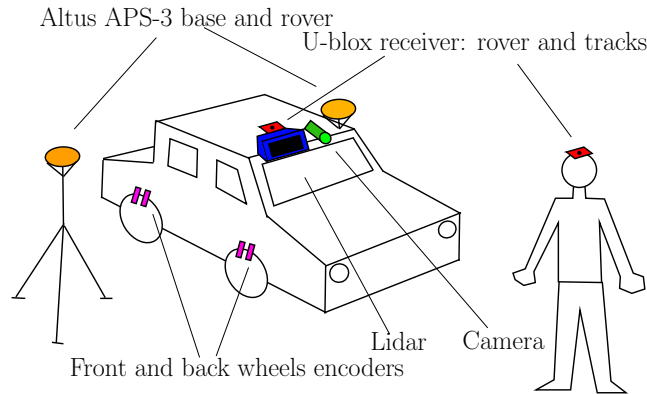 Altus APS-3 base and rover
U-blox receiver: rover and tracks
Lidar
Camera
Front and back wheels encoders